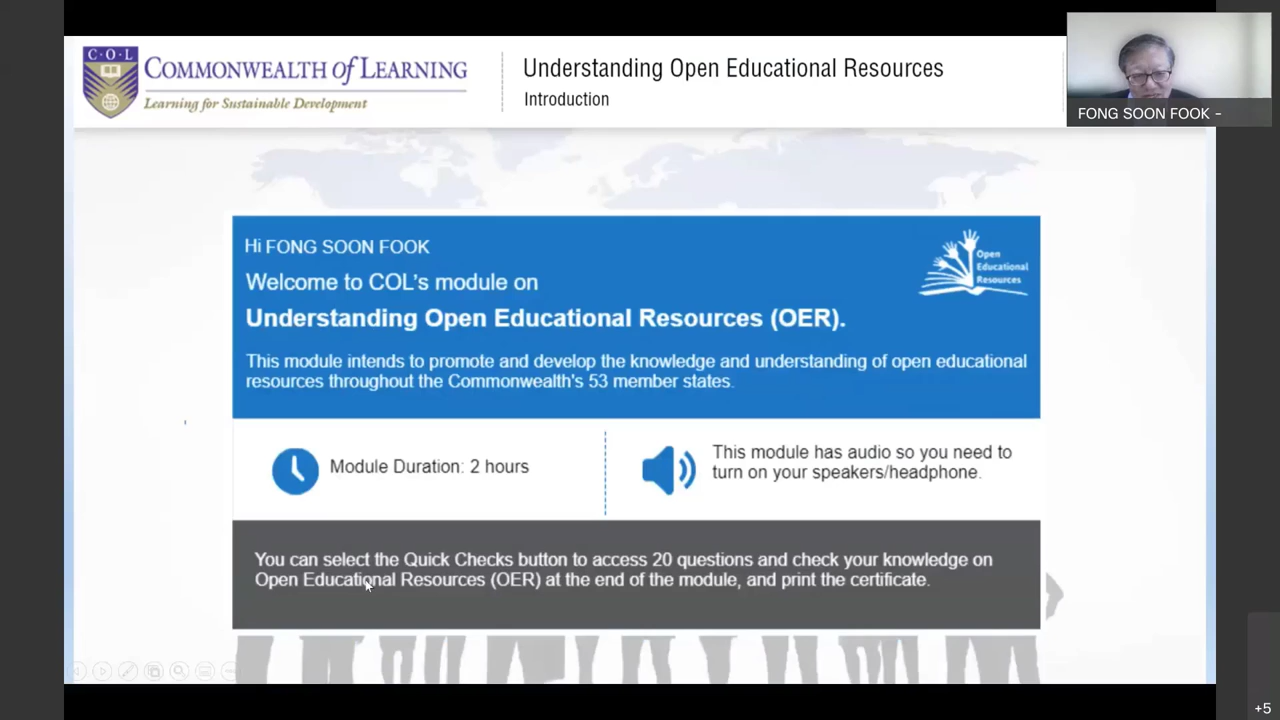 C·O·L
COMMONWEALTH of LEARNING
Learning for Sustainable Development
Understanding Open Educational Resources
Introduction
FONG SOON FOOK -
Hi FONG SOON FOOK
Welcome to COL's module on
Understanding Open Educational Resources (OER).
This module intends to promote and develop the knowledge and understanding of open educational
resources throughout the Commonwealth's 53 member states.
Open
Educational
Resources
Module Duration: 2 hours
This module has audio so you need to
turn on your speakers/headphone.
You can select the Quick Checks button to access 20 questions and check your knowledge on
Open Educational Resources (OER) at the end of the module, and print the certificate.
+5